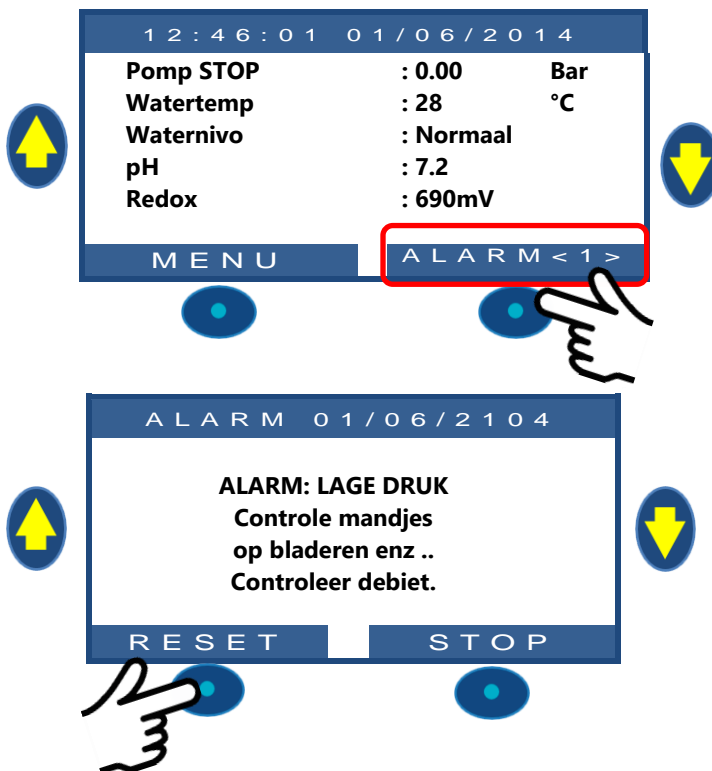 12:46:01 01/06/2014
Pomp STOP : 0.00 Bar
Watertemp : 28 °C
Waternivo : Normaal
pH : 7.2
Redox : 690mV
MENU ALARM<1>
ALARM 01/06/2104
ALARM: LAGE DRUK
Controle mandjes
op bladeren enz ..
Controleer debiet.
RESET STOP